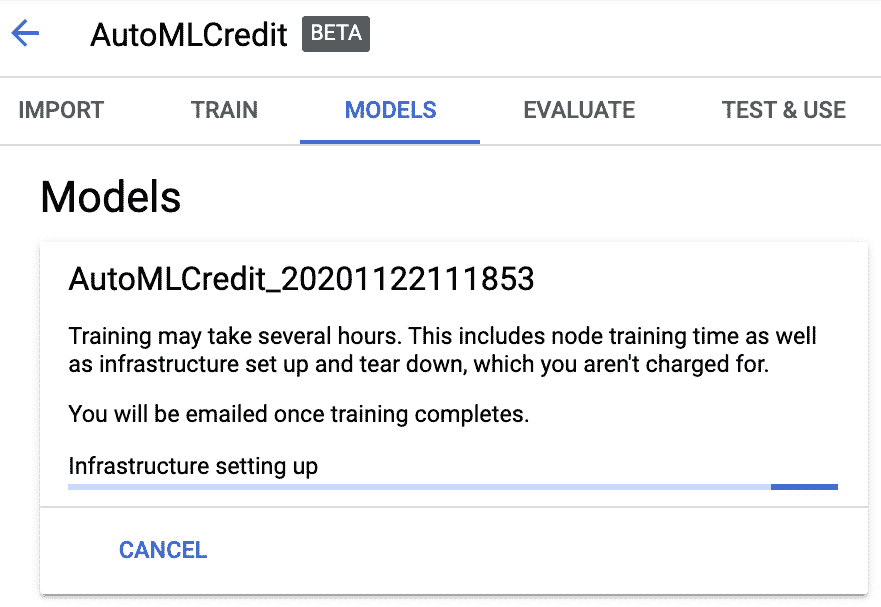 AutoMLCredit BETA
IMPORT TRAIN MODELS EVALUATE TEST & USE
Models
AutoMLCredit_20201122111853
Training may take several hours. This includes node training time as well
as infrastructure set up and tear down, which you aren't charged for.
You will be emailed once training completes.
Infrastructure setting up
CANCEL